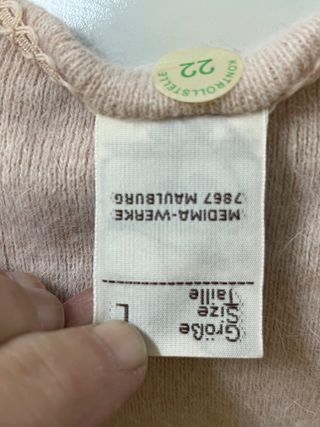 KONTROLLSTELLE
22
Größe
Size
Taille
L
MEDIMA-WERKE
7867 MAULBURG